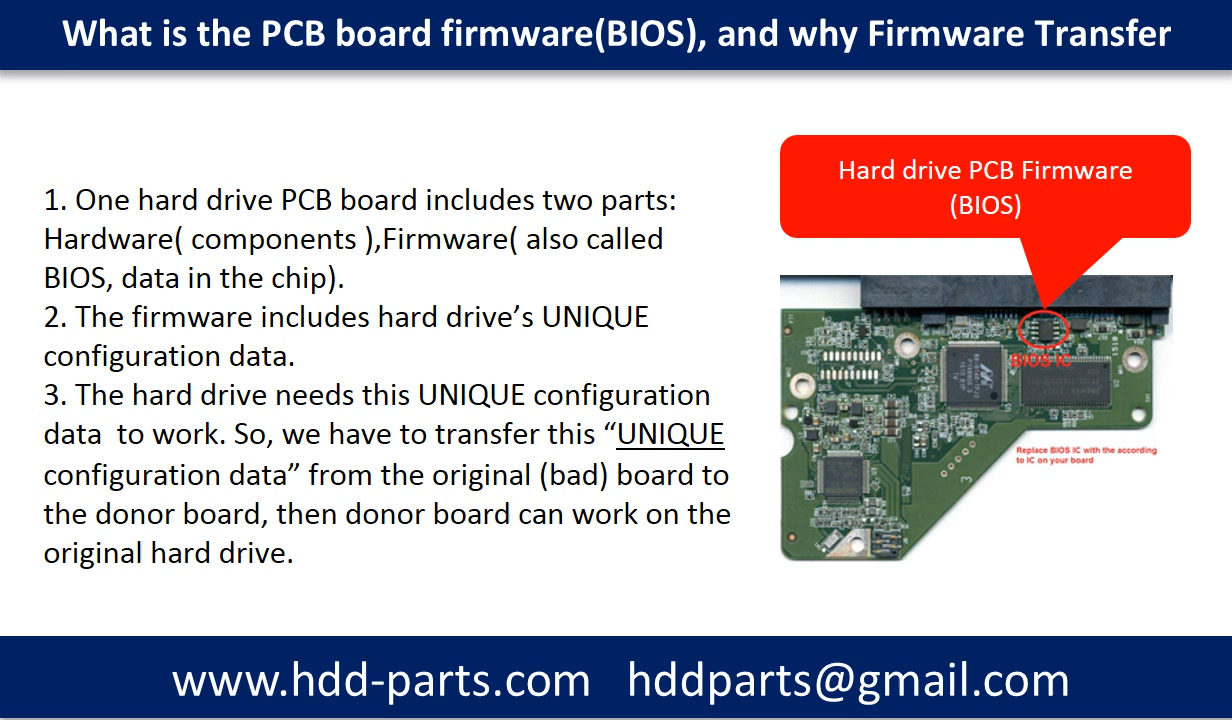 What is the PCB board firmware(BIOS), and why Firmware Transfer
Hard drive PCB Firmware
(BIOS)
1. One hard drive PCB board includes two parts:
Hardware( components ),Firmware( also called
BIOS, data in the chip).
2. The firmware includes hard drive’s UNIQUE
configuration data.
3. The hard drive needs this UNIQUE configuration
data  to work. So, we have to transfer this “UNIQUE
configuration data” from the original (bad) board to
the donor board, then donor board can work on the
original hard drive.
BIOS IC
Replace BIOS IC with the according
to IC on your board
www.hdd-parts.com   hddparts@gmail.com